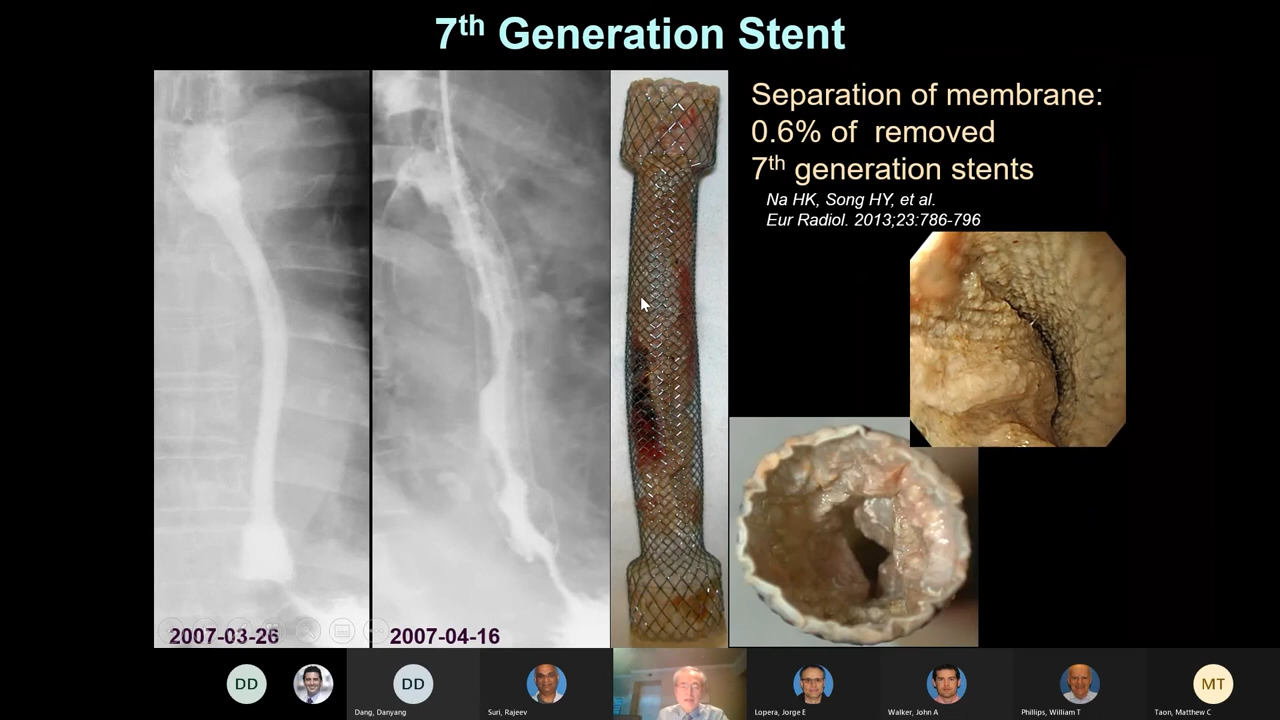 7th Generation Stent
Separation of membrane:
0.6% of removed
7th generation stents
Na HK, Song HY, et al.
Eur Radiol. 2013;23:786-796
2007-03-26
2007-04-16
DD
DD
MT
Dang, Danyang
Suri, Rajeev
Lopera, Jorge E
Walker, John A
Phillips, William T
Taon, Matthew C